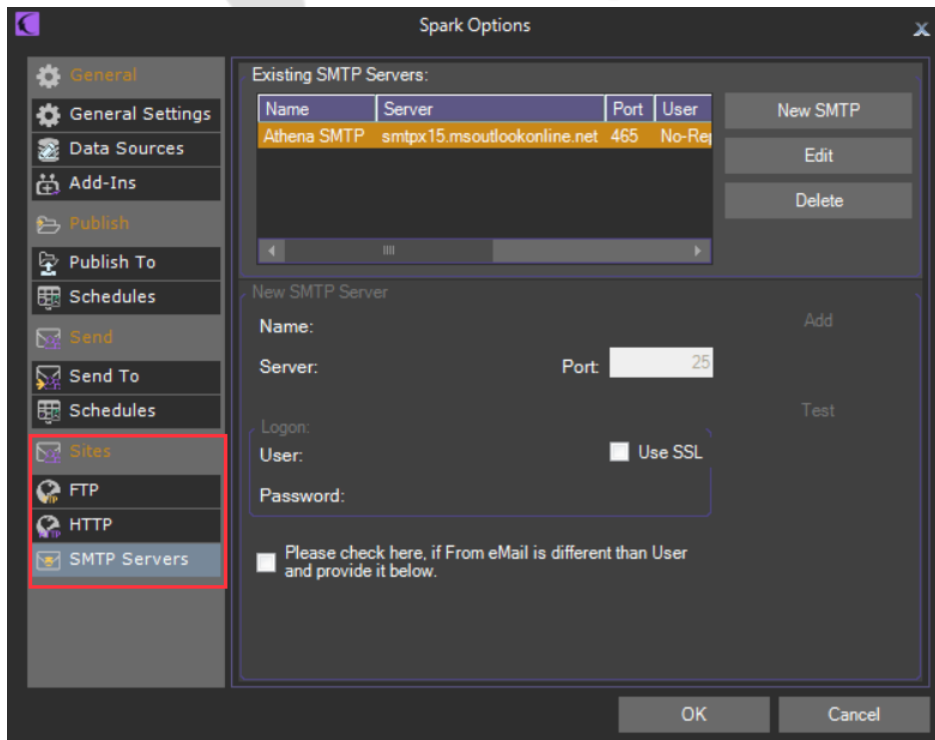 Spark Options
x
General
General Settings
Data Sources
Add-Ins
Publish
Publish To
Schedules
Send
Send To
Schedules
Sites
FTP
HTTP
SMTP Servers
Existing SMTP Servers:
Name Server Port User
Athena SMTP smtpx15.msoutlookonline.net 465 No-Rep
New SMTP
Edit
Delete
New SMTP Server
Name:
Add
Server: Port: 25
Test
Logon:
User: Use SSL
Password:
Please check here, if From eMail is different than User
and provide it below.
OK Cancel